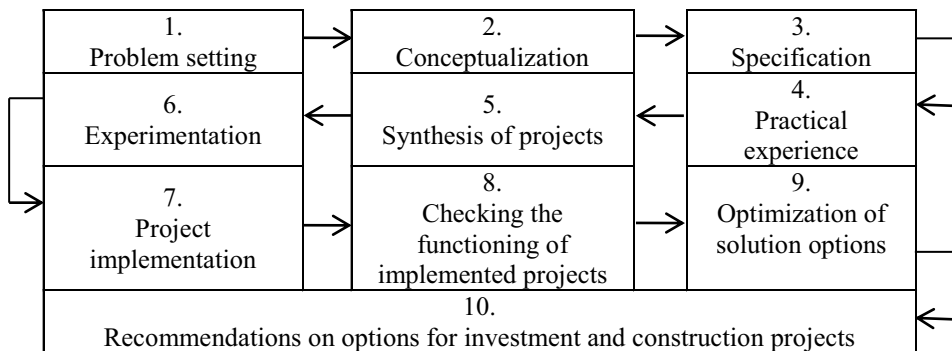 1.
Problem setting
2.
Conceptualization
3.
Specification
6.
Experimentation
5.
Synthesis of projects
4.
Practical
experience
7.
Project
implementation
8.
Checking the
functioning of
implemented projects
9.
Optimization of
solution options
10.
Recommendations on options for investment and construction projects